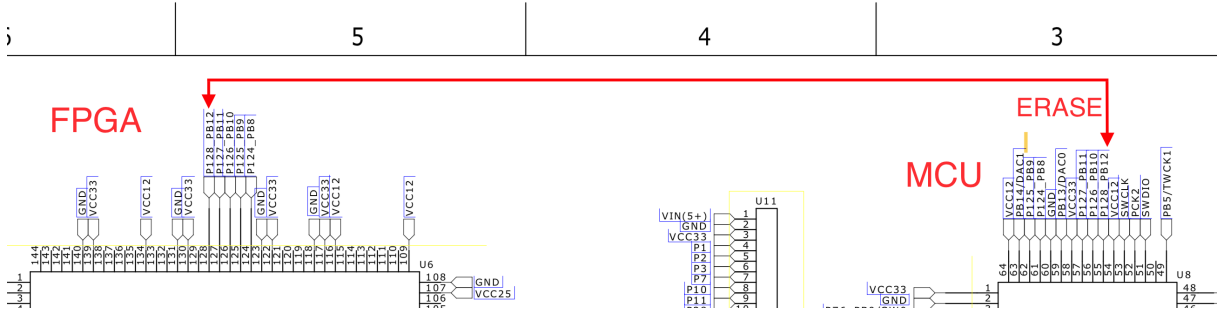 5
4
3
FPGA
ERASE
MCU
P128_PB12
P127_PB11
P126_PB10
P125_PB9
P124_PB8
GND
VCC33
VCC12
GND
VCC33
GND
VCC33
GND
VCC33
VCC12
VCC12
144
143
142
141
140
139
138
137
136
135
134
133
132
131
130
129
128
127
126
125
124
123
122
121
120
119
118
117
116
115
114
113
112
111
110
109
U6
1
2
3
4
108
107
106
105
GND
VCC25
U11
VIN(5+) 1
GND 2
VCC33 3
P1 4
P2 5
P3 6
P7 7
P10 8
P11 9
10
VCC12
PB14/DAC1
P125_PB9
P124_PB8
GND
PB13/DAC0
VCC33
P127_PB11
P126_PB10
P128_PB12
VCC12
SWCLK
PCK2
SWDIO
PB5/TWCK1
64
63
62
61
60
59
58
57
56
55
54
53
52
51
50
49
U8
VCC33 1
GND 2
48
47